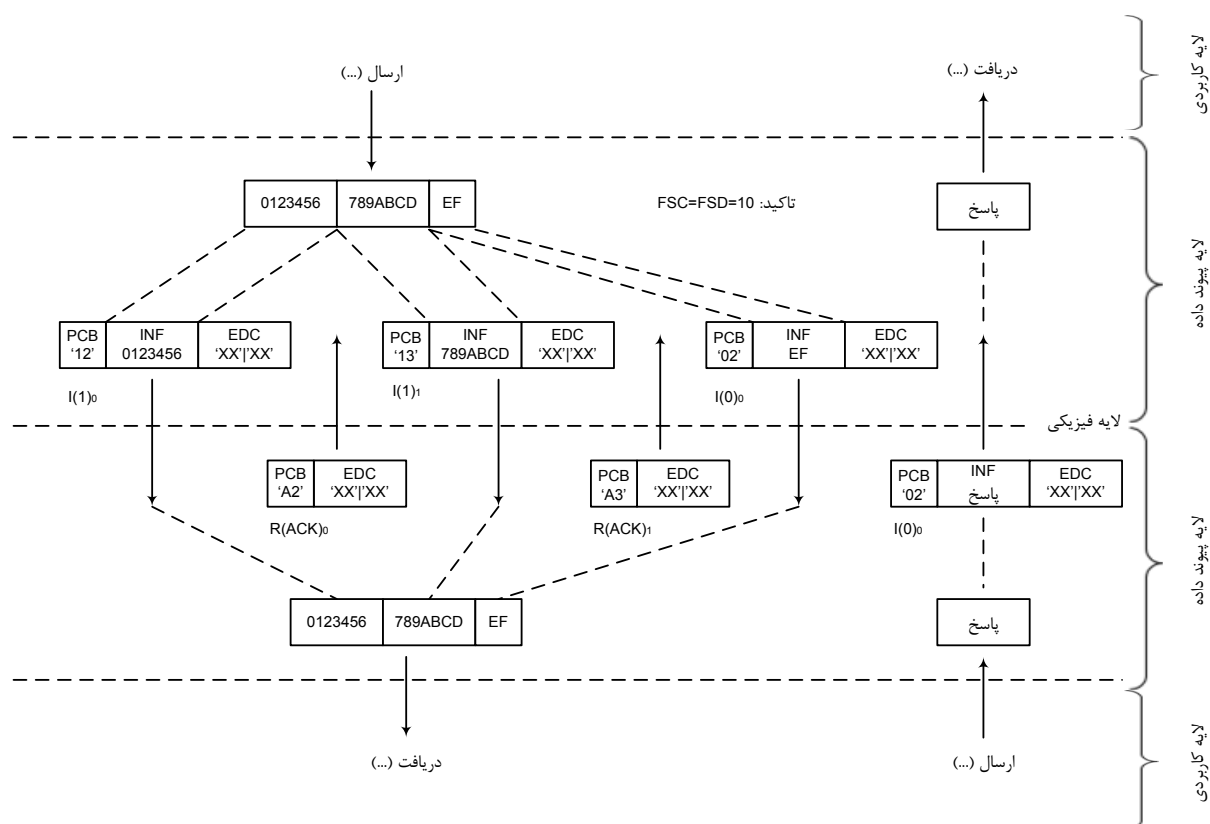 لایه کاربردی
ارسال (...)
دریافت (...)
0123456
789ABCD
EF
تاکید: FSC=FSD=10
پاسخ
لایه پیوند داده
PCB
‘12’
INF
0123456
EDC
‘XX’|’XX’
PCB
‘13’
INF
789ABCD
EDC
‘XX’|’XX’
PCB
‘02’
INF
EF
EDC
‘XX’|’XX’
I(1)0
I(1)1
I(0)0
لایه فیزیکی
PCB
‘A2’
EDC
‘XX’|’XX’
PCB
‘A3’
EDC
‘XX’|’XX’
PCB
‘02’
INF
پاسخ
EDC
‘XX’|’XX’
R(ACK)0
R(ACK)1
I(0)0
لایه پیوند داده
0123456
789ABCD
EF
پاسخ
دریافت (...)
ارسال (...)
لایه کاربردی